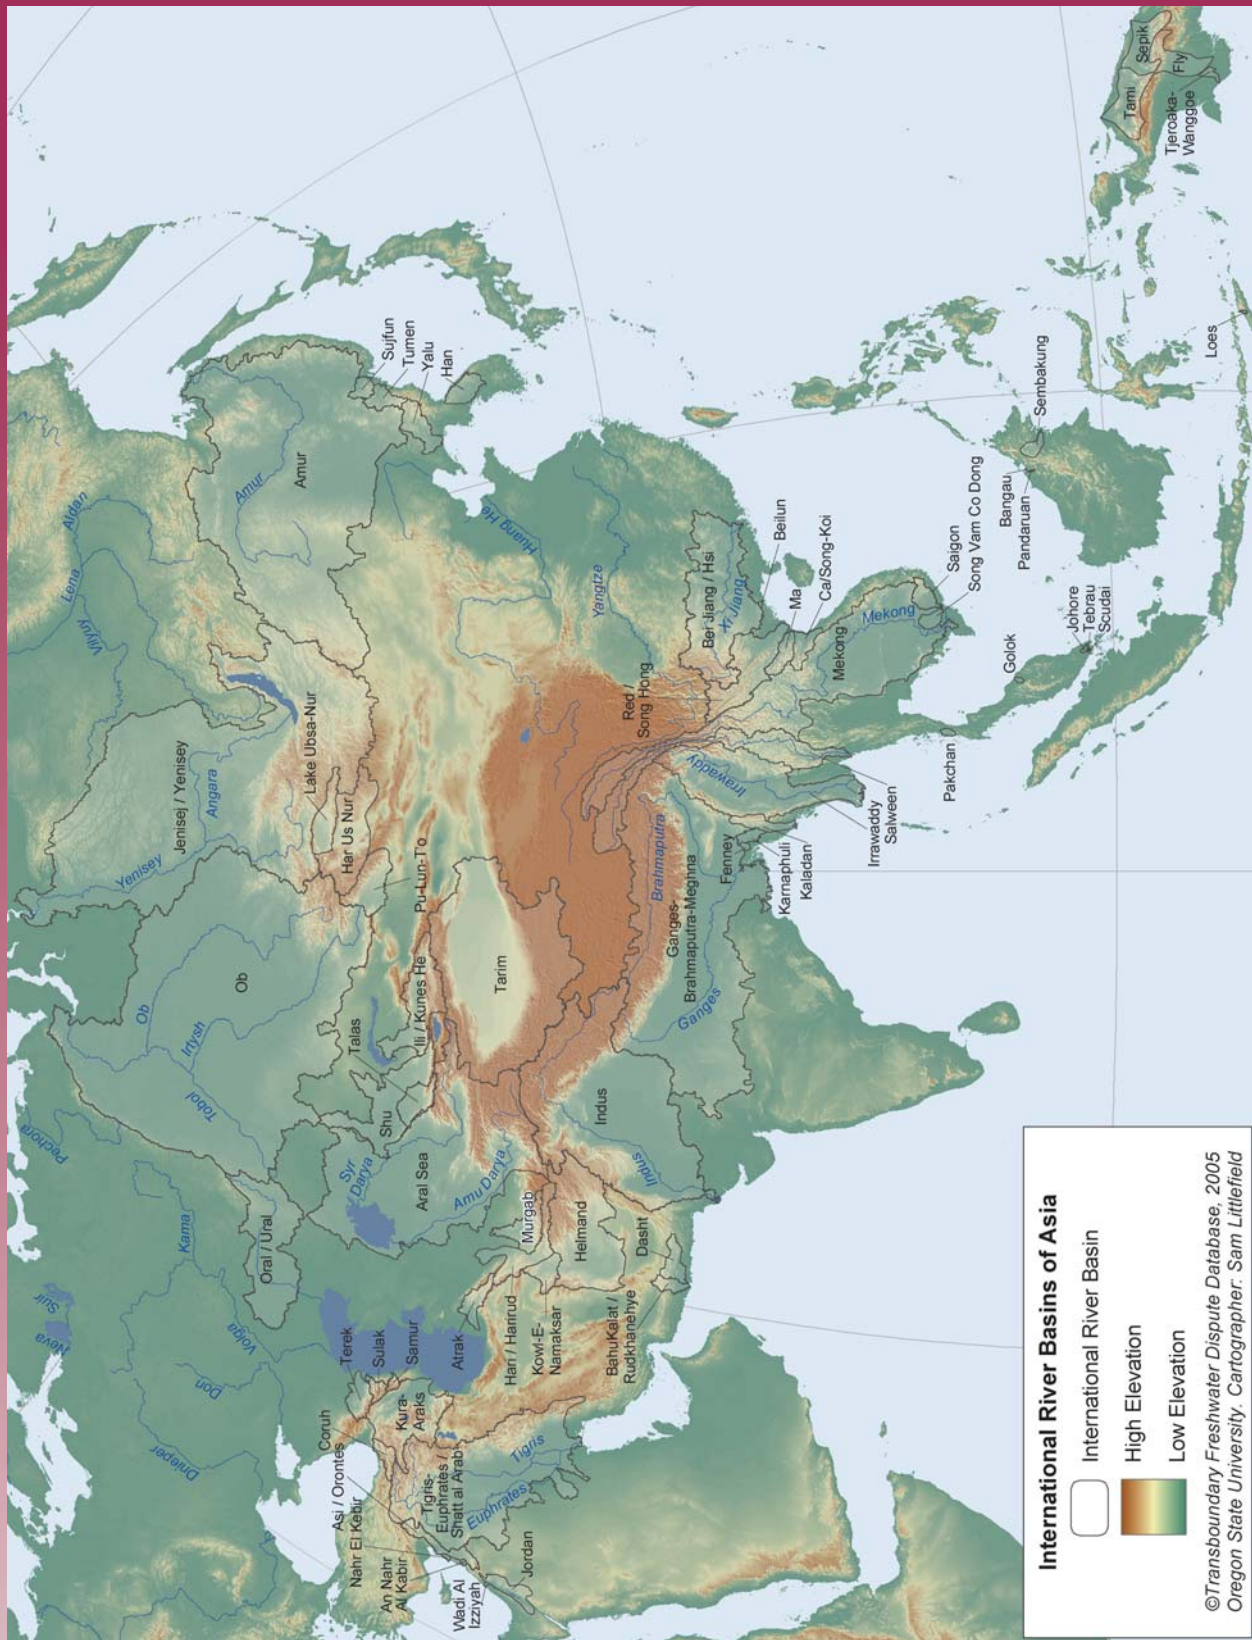 Sepik
Tami
Fly
Tjeroaka-
Wanggoe
Loes
Sujfun
Tumen
Yalu
Han
Amur
Amur
Aldan
Lena
Vilyuy
Huang He
Yangtze
Bei Jiang / Hsi
Xi Jiang
Beilun
Ma
Ca/Song-Koi
Mekong
Mekong
Saigon
Song Vam Co Dong
Sembakung
Bangau
Pandaruan
Johore
Tebrau
Scudai
Golok
Pakchan
Red /
Song Hong
Irrawaddy
Irrawaddy
Salween
Jenisej / Yenisey
Angara
Yenisey
Lake Ubsa-Nur
Har Us Nur
Pu-Lun-T'o
Ili / Kunes He
Tarim
Brahmaputra
Ganges-
Brahmaputra-Meghna
Ganges
Fenney
Karnaphuli
Kaladan
Ob
Ob
Irtysh
Tobol
Talas
Shu
Syr
Darya
Aral Sea
Amu Darya
Murgab
Indus
Indus
Helmand
Dasht
Pechora
Kama
Oral / Ural
Volga
Suir
Neva
Don
Dnieper
Terek
Sulak
Samur
Atrak
Hari / Harirud
Kowl-E-
Namaksar
BahuKalat /
Rudkhanehye
Coruh
Kura-
Araks
Asi / Orontes
Nahr El Kebir
An Nahr
Al Kabir
Wadi Al
Izziyah
Tigris-
Euphrates /
Shatt al Arab
Tigris
Euphrates
Jordan
International River Basins of Asia
International River Basin
High Elevation
Low Elevation
©Transboundary Freshwater Dispute Database, 2005
Oregon State University. Cartographer: Sam Littlefield